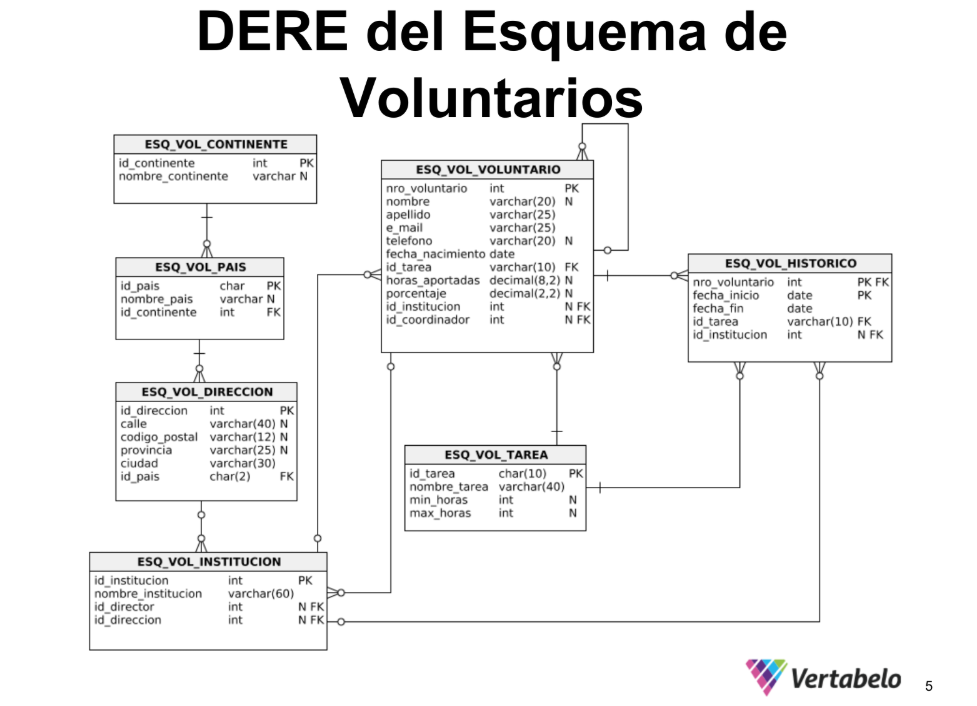 DERE del Esquema de
Voluntarios
ESQ_VOL_CONTINENTE
id_continente int PK
nombre_continente varchar N
ESQ_VOL_PAIS
id_pais char PK
nombre_pais varchar N
id_continente int FK
ESQ_VOL_DIRECCION
id_direccion int PK
calle varchar(40) N
codigo_postal varchar(12) N
provincia varchar(25) N
ciudad varchar(30)
id_pais char(2) FK
ESQ_VOL_INSTITUCION
id_institucion int PK
nombre_institucion varchar(60)
id_director int N FK
id_direccion int N FK
ESQ_VOL_VOLUNTARIO
nro_voluntario int PK
nombre varchar(20) N
apellido varchar(25)
e_mail varchar(25)
telefono varchar(20) N
fecha_nacimiento date
id_tarea varchar(10) FK
horas_aportadas decimal(8,2) N
porcentaje decimal(2,2) N
id_institucion int N FK
id_coordinador int N FK
ESQ_VOL_TAREA
id_tarea char(10) PK
nombre_tarea varchar(40)
min_horas int N
max_horas int N
ESQ_VOL_HISTORICO
nro_voluntario int PK FK
fecha_inicio date PK
fecha_fin date
id_tarea varchar(10) FK
id_institucion int N FK
Vertabelo
5